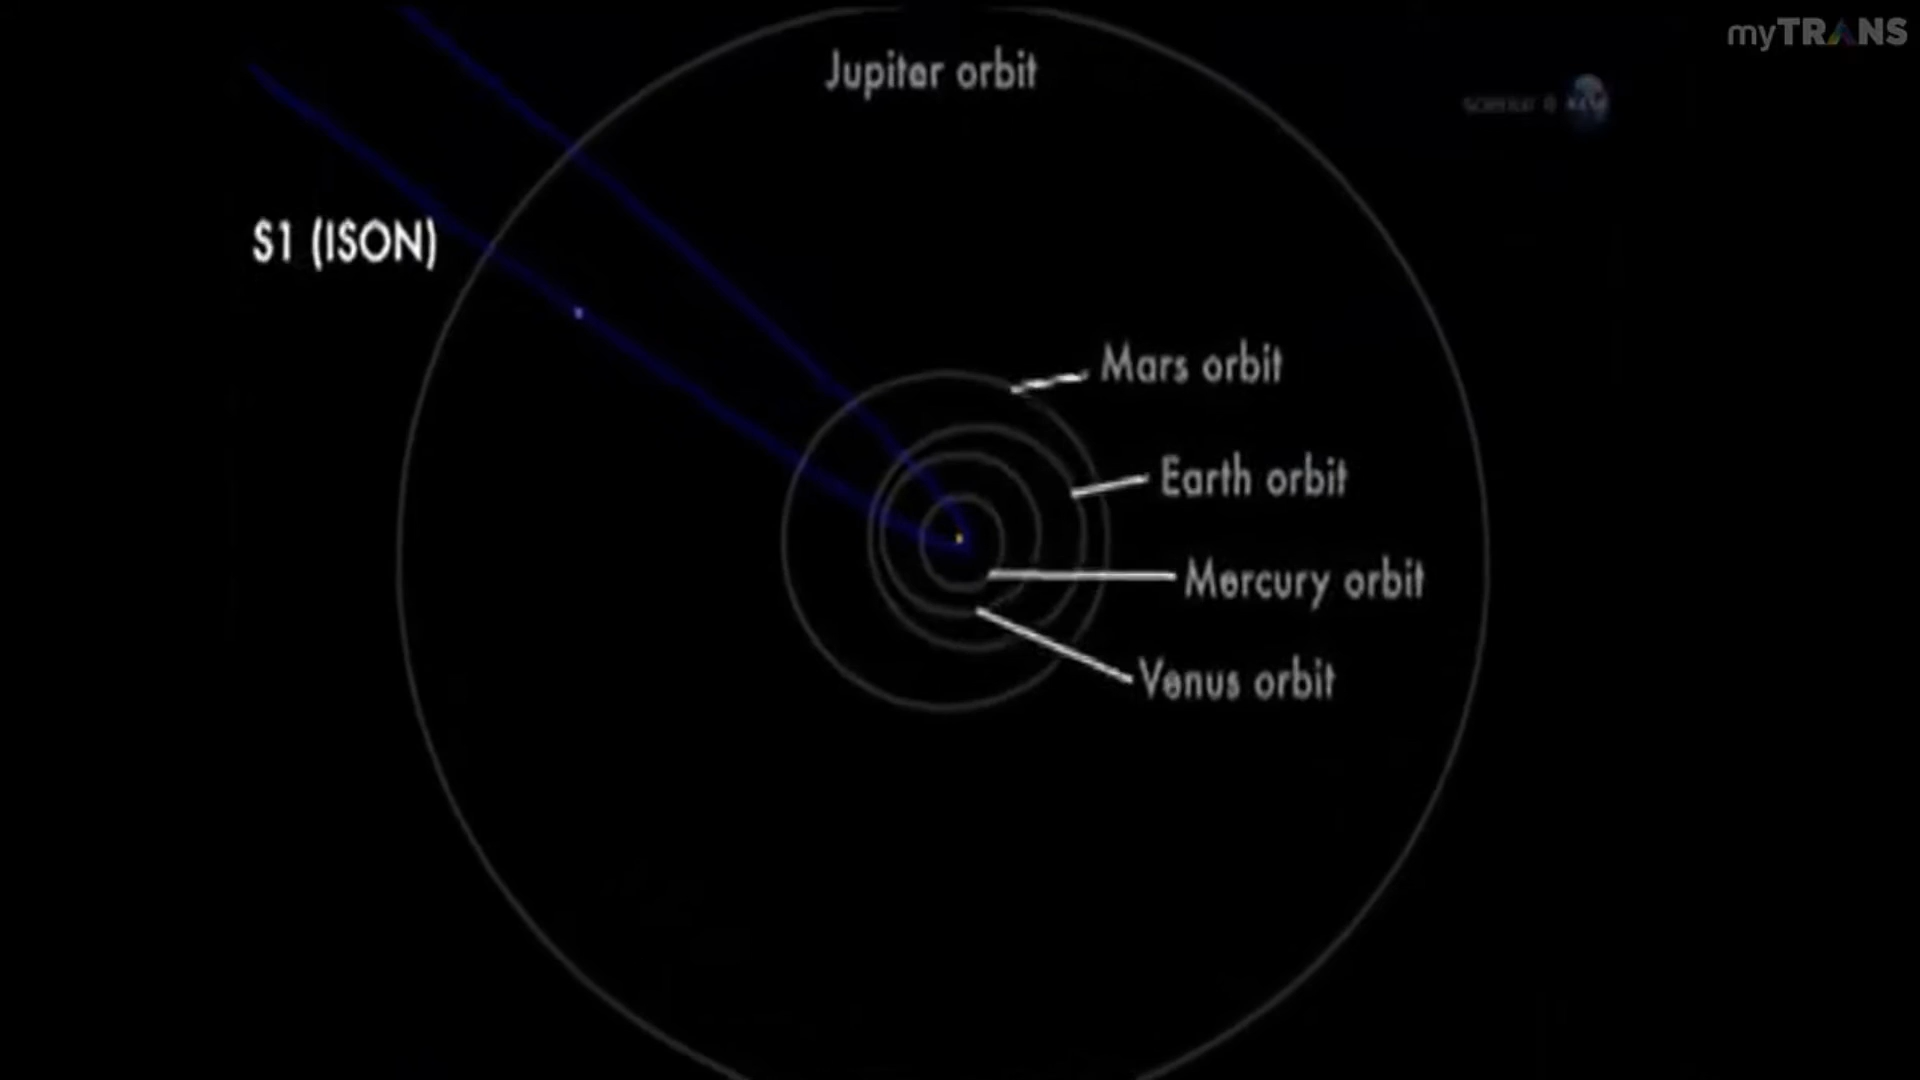 myTRANS
Jupiter orbit
S1 (ISON)
Mars orbit
Earth orbit
Mercury orbit
Venus orbit